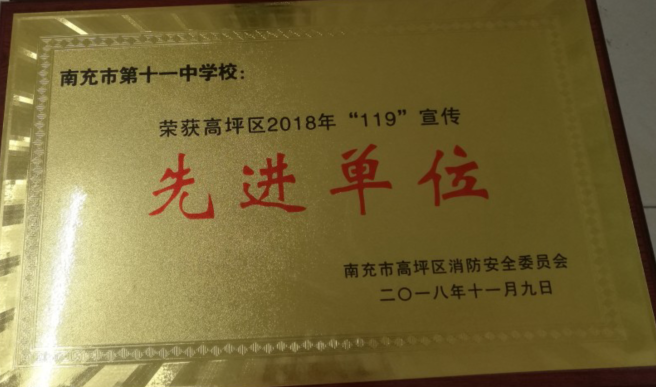 南充市第十一中学校：
荣获高坪区2018年“119”宣传
先进单位
南充市高坪区消防安全委员会
二〇一八年十一月九日